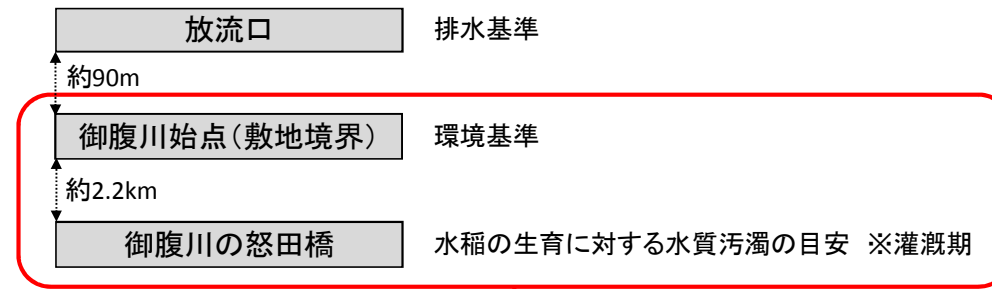 放流口 排水基準
約90m
御腹川始点（敷地境界） 環境基準
約2.2km
御腹川の怒田橋 水稲の生育に対する水質汚濁の目安 ※灌漑期